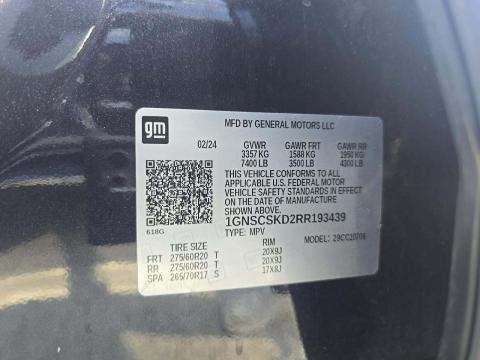 gm
MFD BY GENERAL MOTORS LLC
02/24 GVWR GAWR FRT GAWR RR
3357 KG 1588 KG 1950 KG
7400 LB 3500 LB 4300 LB
THIS VEHICLE CONFORMS TO ALL
APPLICABLE U.S. FEDERAL MOTOR
VEHICLE SAFETY STANDARDS IN EFFECT
ON THE DATE OF MANUFACTURE
SHOWN ABOVE.
1GNSCSKD2RR193439
618G TYPE: MPV MODEL:
TIRE SIZE RIM
FRT 275/60R20 T 20X9J
RR 275/60R20 T 20X9J
SPA 265/70R17 S 17X8J